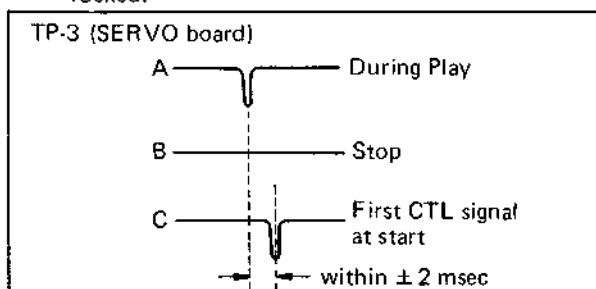 TP-3 (SERVO board)
A During Play
B Stop
C First CTL signal
at start
within ± 2 msec